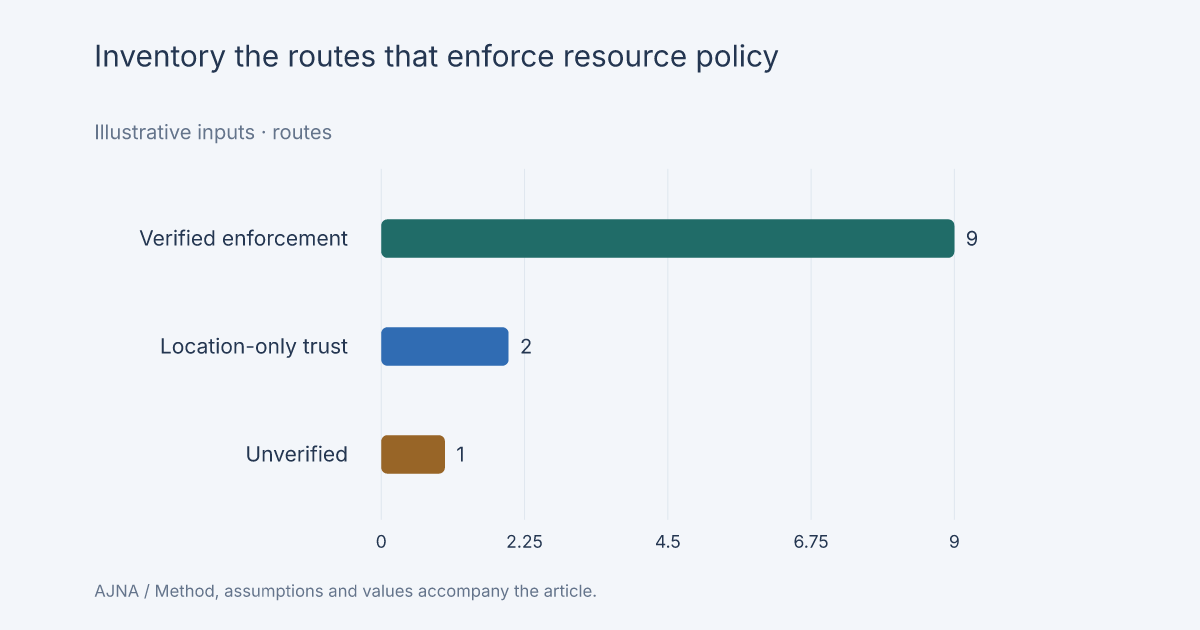 Inventory the routes that enforce resource policy
Illustrative inputs · routes
Verified enforcement
9
Location-only trust
2
Unverified
1
0 2.25 4.5 6.75 9
AJNA / Method, assumptions and values accompany the article.